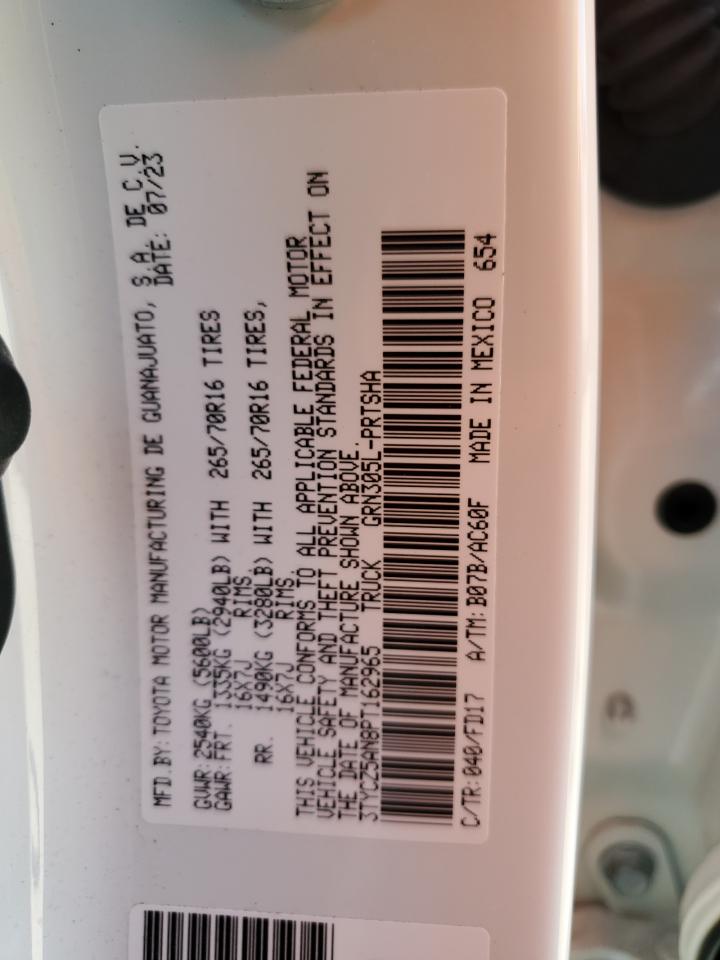 MFD.BY: TOYOTA MOTOR MANUFACTURING DE GUANAJUATO, S.A. DE C.V.
DATE: 07/23
GVWR: 2540KG (5600LB)
GAWR: FRT. 1335KG (2940LB) WITH 265/70R16 TIRES
16X7J RIMS,
RR. 1490KG (3280LB) WITH 265/70R16 TIRES,
16X7J RIMS.
THIS VEHICLE CONFORMS TO ALL APPLICABLE FEDERAL MOTOR
VEHICLE SAFETY AND THEFT PREVENTION STANDARDS IN EFFECT ON
THE DATE OF MANUFACTURE SHOWN ABOVE.
3TYCZ5AN8PT162965 TRUCK GRN305L-PRTSHA
C/TR: 040/FD17 A/TM: B07B/AC60F MADE IN MEXICO 654